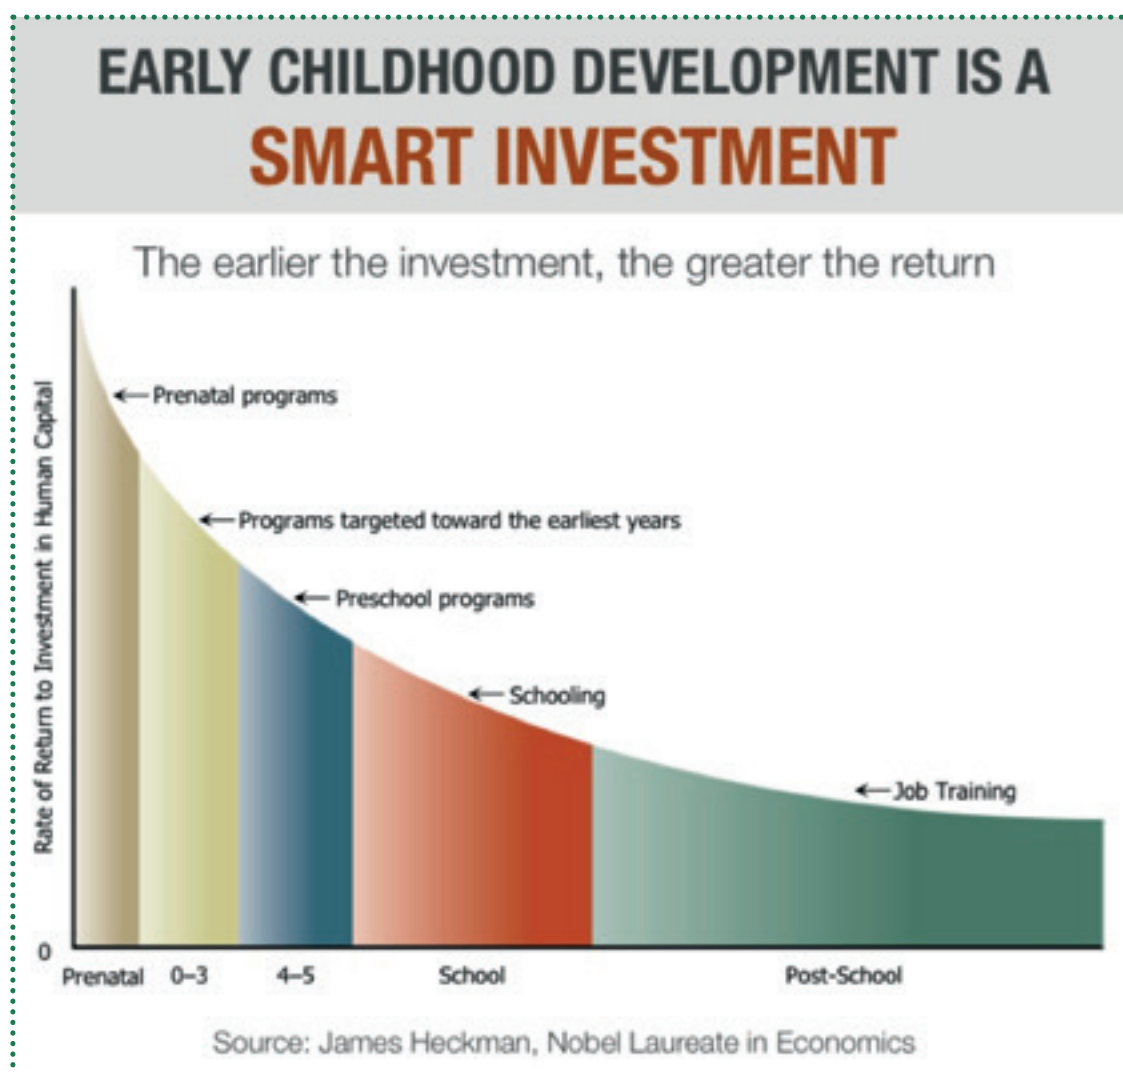 EARLY CHILDHOOD DEVELOPMENT IS A
SMART INVESTMENT
The earlier the investment, the greater the return
Rate of Return to Investment in Human Capital
Prenatal programs
Programs targeted toward the earliest years
Preschool programs
Schooling
Job Training
0
Prenatal 0–3 4–5 School Post-School
Source: James Heckman, Nobel Laureate in Economics